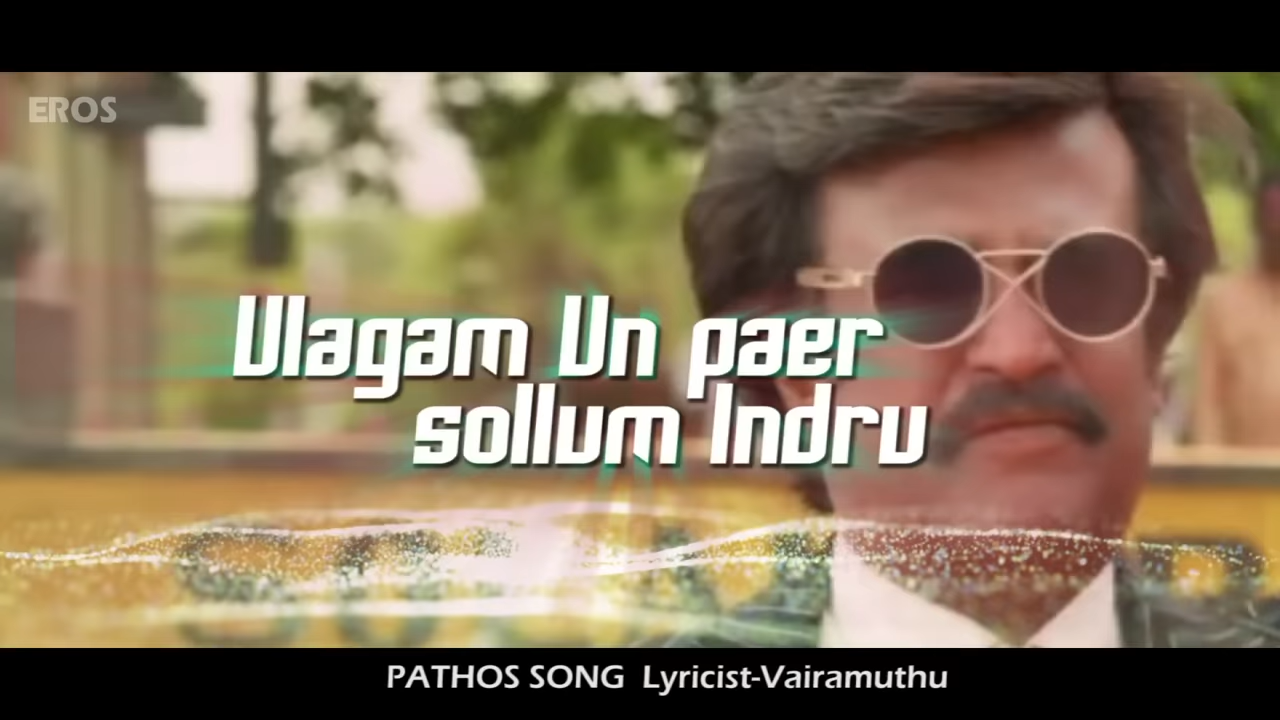 EROS
Ulagam Un paer
sollum Indru
PATHOS SONG Lyricist-Vairamuthu